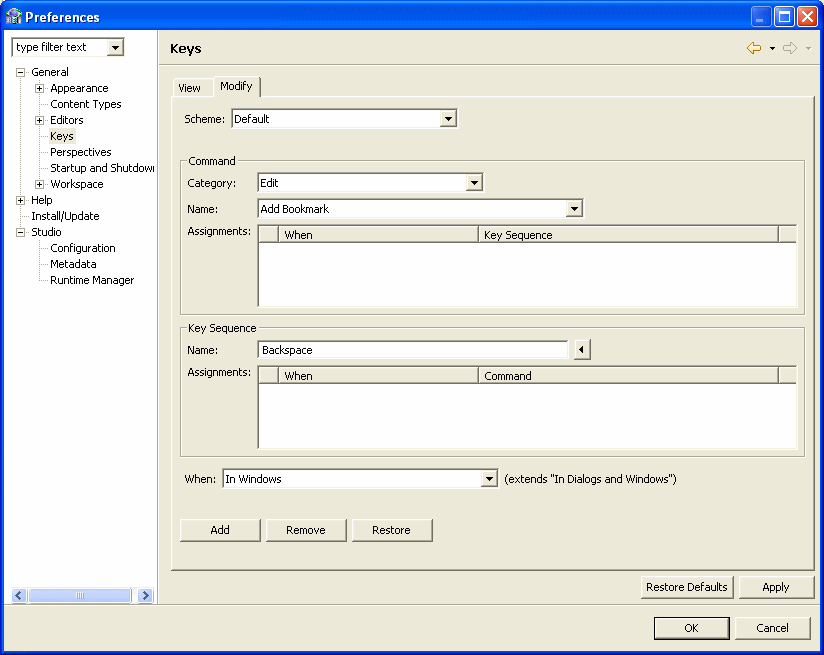 Preferences
type filter text
General
Appearance
Content Types
Editors
Keys
Perspectives
Startup and Shutdown
Workspace
Help
Install/Update
Studio
Configuration
Metadata
Runtime Manager
Keys
View Modify
Scheme: Default
Command
Category: Edit
Name: Add Bookmark
Assignments: When Key Sequence
Key Sequence
Name: Backspace
Assignments: When Command
When: In Windows (extends "In Dialogs and Windows")
Add Remove Restore
Restore Defaults Apply
OK Cancel